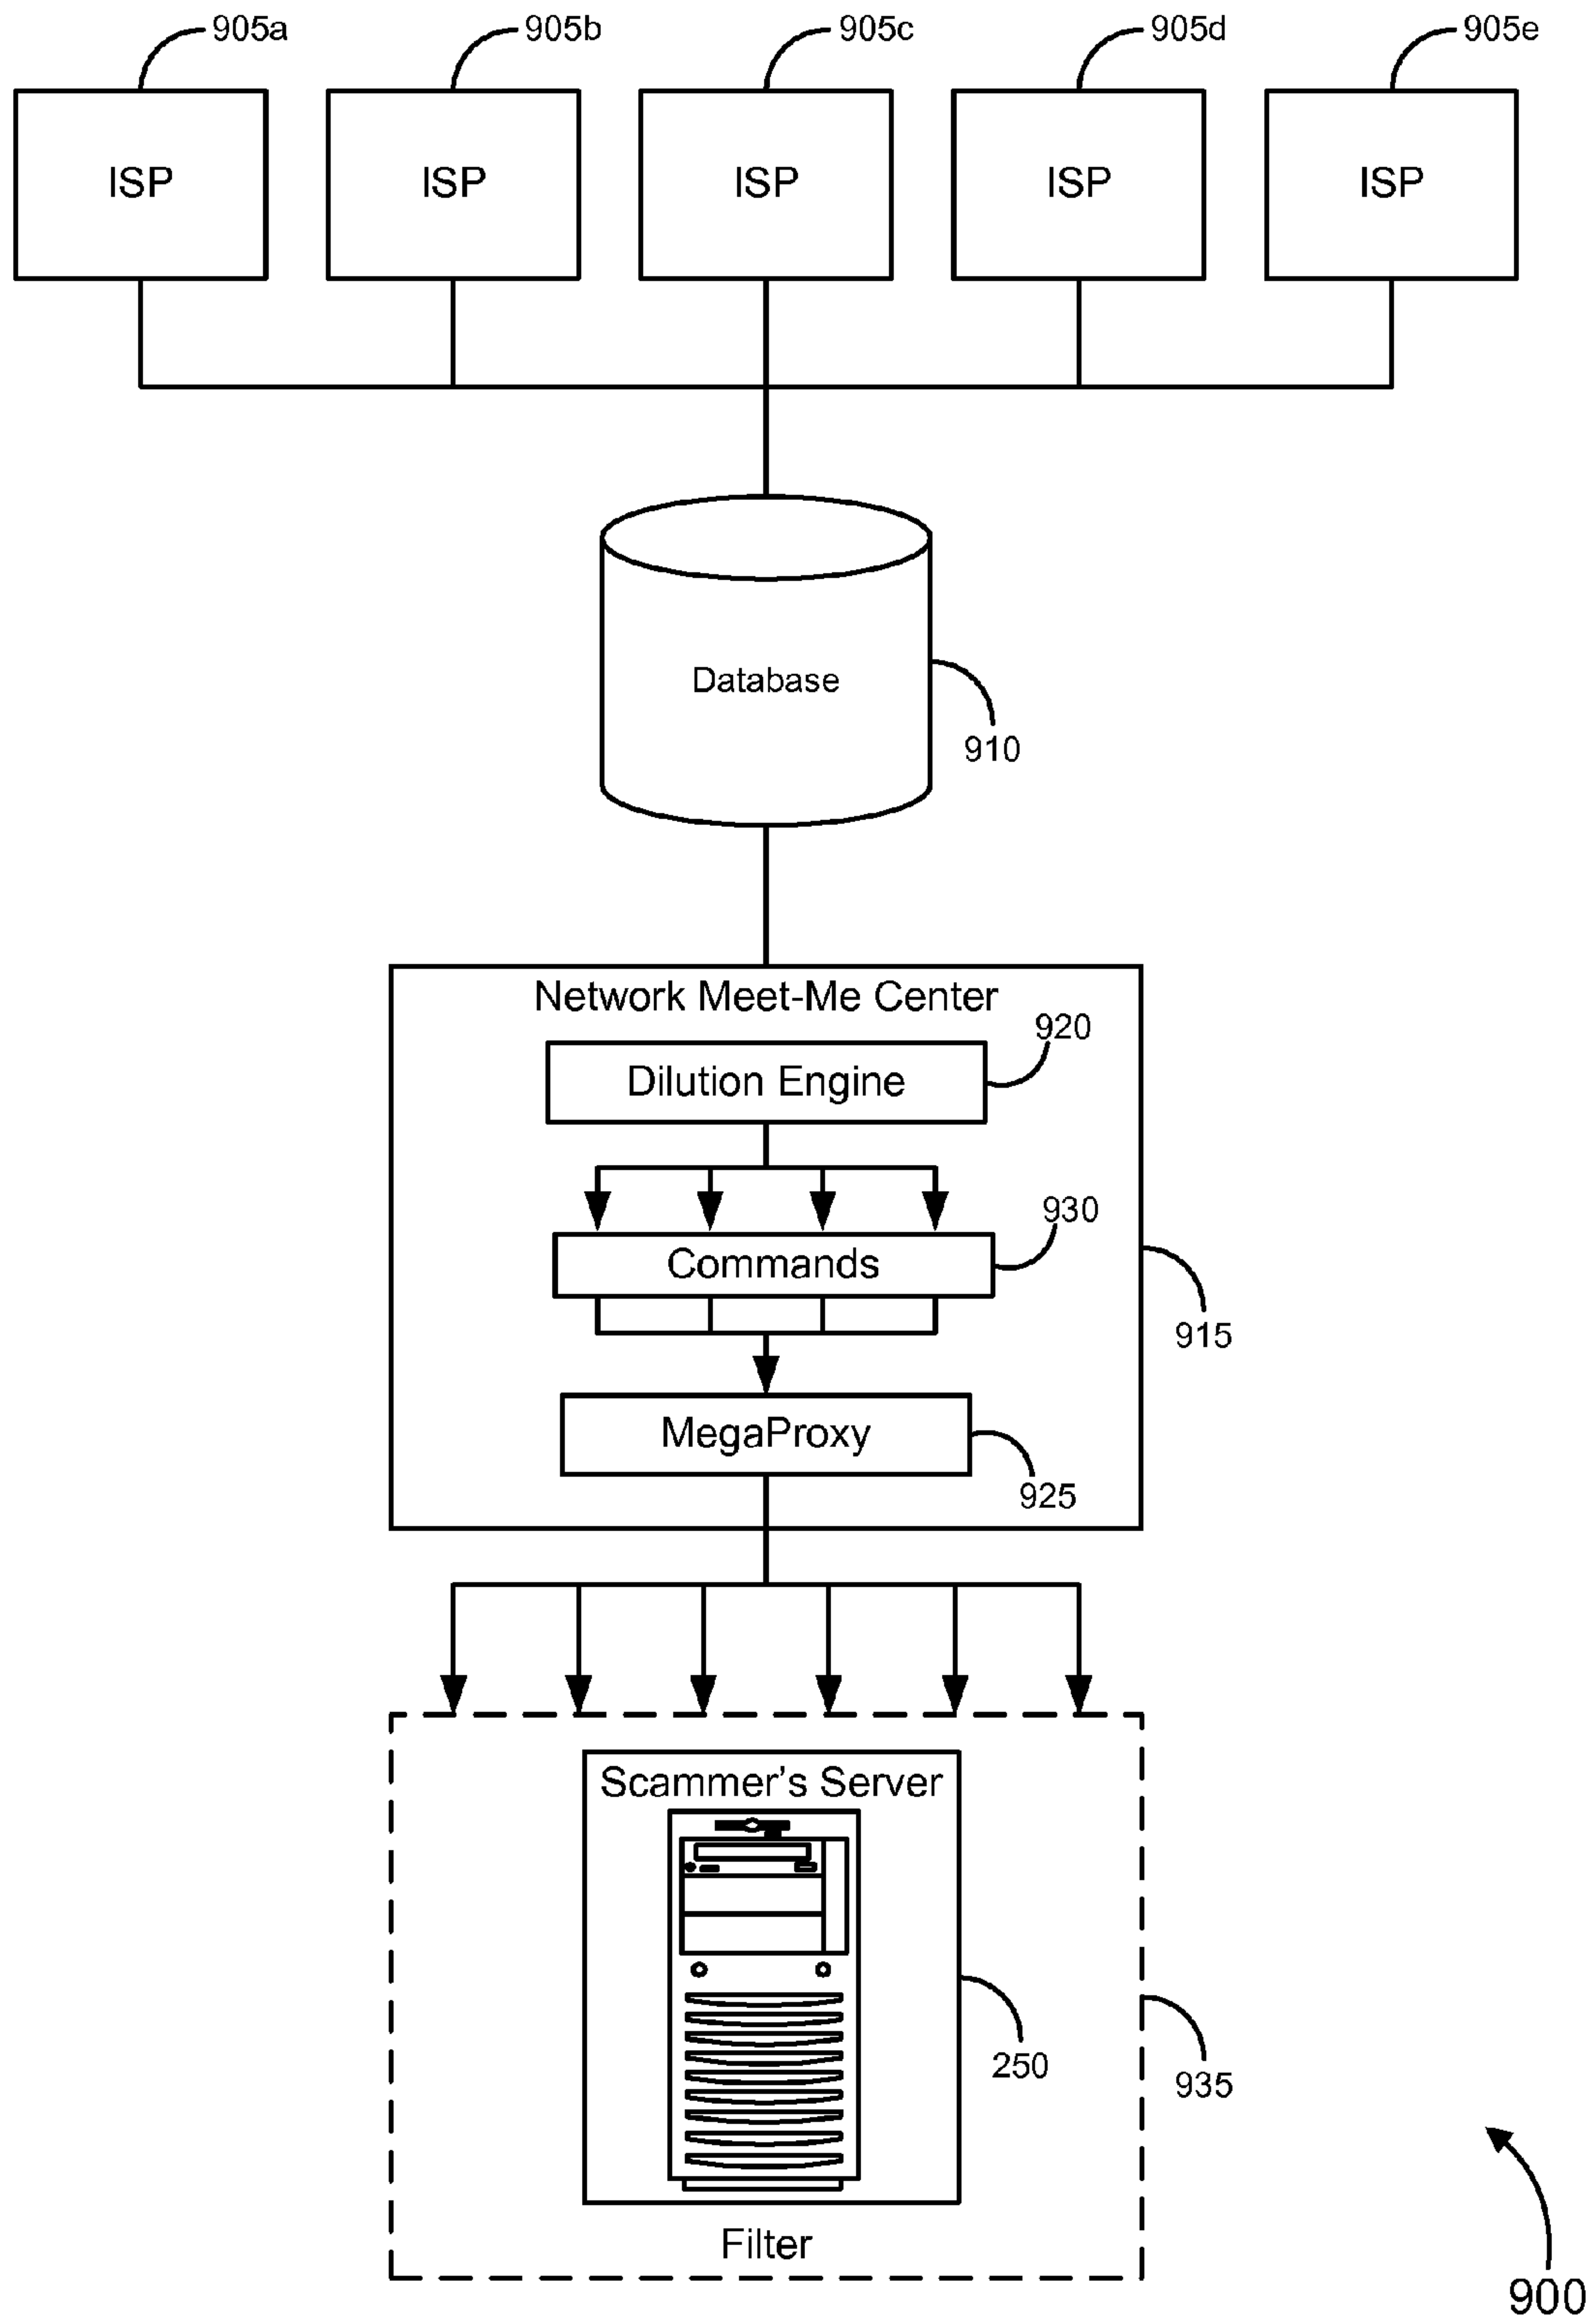 905a 905b 905c 905d 905e
ISP ISP ISP ISP ISP
Database
910
Network Meet-Me Center
920
Dilution Engine
930
Commands
915
MegaProxy
925
Scammer's Server
250
935
Filter
900